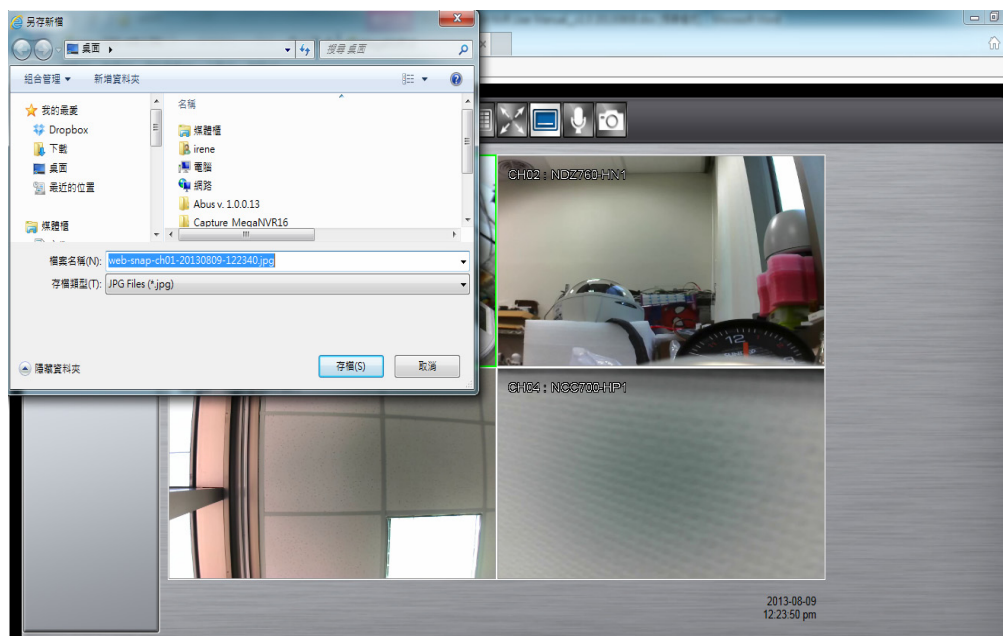 另存新檔
桌面
搜尋 桌面
組合管理
新增資料夾
我的最愛
Dropbox
下載
桌面
最近的位置
媒體櫃
名稱
媒體櫃
irene
電腦
網路
Abus v. 1.0.0.13
Capture MegaNVR16
檔案名稱(N): web-snap-ch01-20130809-122340.jpg
存檔類型(T): JPG Files (*.jpg)
隱藏資料夾
存檔(S)
取消
CH02 : NDZ760-HN1
12
CH04 : NCC700-HP1
2013-08-09
12:23:50 pm